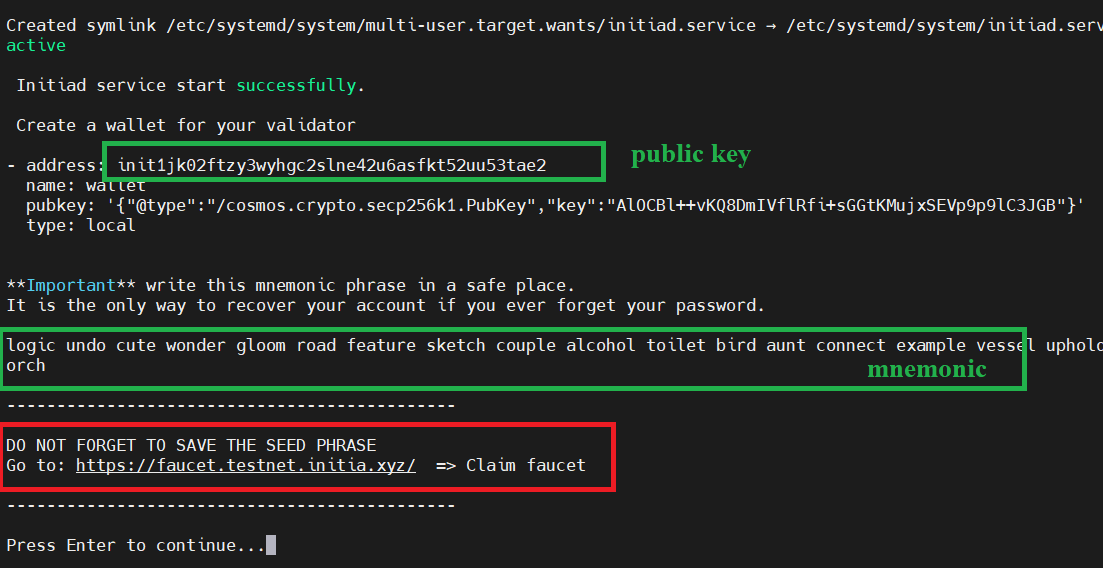 Created symlink /etc/systemd/system/multi-user.target.wants/initiad.service → /etc/systemd/system/initiad.serv
active
Initiad service start successfully.
Create a wallet for your validator
- address: init1jk02ftzy3wyhgc2slne42u6asfkt52uu53tae2 public key
name: wallet
pubkey: '{"@type":"/cosmos.crypto.secp256k1.PubKey","key":"AlOCBl++vKQ8DmIVflRfi+sGGtKMujxSEVp9p9lC3JGB"}'
type: local
**Important** write this mnemonic phrase in a safe place.
It is the only way to recover your account if you ever forget your password.
logic undo cute wonder gloom road feature sketch couple alcohol toilet bird aunt connect example vessel uphold
orch
mnemonic
---------------------------------------------
DO NOT FORGET TO SAVE THE SEED PHRASE
Go to: https://faucet.testnet.initia.xyz/ => Claim faucet
---------------------------------------------
Press Enter to continue...